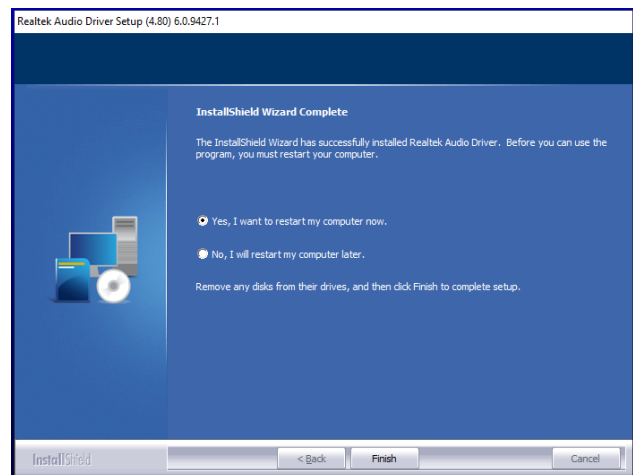 Realtek Audio Driver Setup (4.80) 6.0.9427.1
InstallShield Wizard Complete
The InstallShield Wizard has successfully installed Realtek Audio Driver. Before you can use the
program, you must restart your computer.
Yes, I want to restart my computer now.
No, I will restart my computer later.
Remove any disks from their drives, and then click Finish to complete setup.
InstallShield
< Back
Finish
Cancel